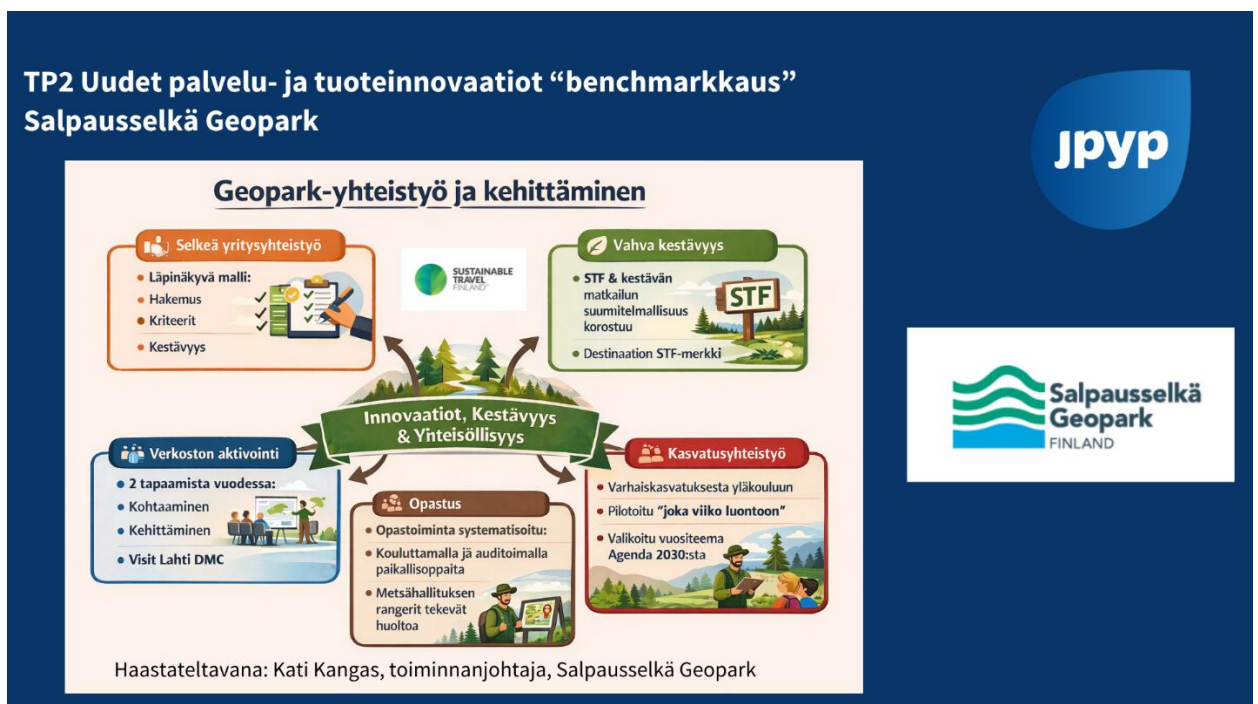 TP2 Uudet palvelu- ja tuoteinnovaatiot “benchmarkkaus”
Salpausselkä Geopark
jpyp
Geopark-yhteistyö ja kehittäminen
Selkeä yritysyhteistyö
• Läpinäkyvä malli:
• Hakemus
• Kriteerit
• Kestävyys
SUSTAINABLE
TRAVEL
FINLAND
Vahva kestävyys
• STF & kestävän
matkailun
suumitelmallisuus
korostuu
• Destinaation STF-merkki
STF
Innovaatiot, Kestävyys
& Yinteisöllisyys
Verkoston aktivointi
• 2 tapaamista vuodessa:
• Kohtaaminen
• Kehittäminen
• Visit Lahti DMC
Opastus
• Opastoiminta systematisoitu:
• Kouluttamalla jä auditoimalla
paikallisoppaita
• Metsähallituksen
rangerit tekevät
huoltoa
Kasvatusyhteistyö
• Varhaiskasvatuksesta yläkouluun
• Pilotoitu “joka viiko luontoon”
• Valikoitu vuositeema
Agenda 2030:sta
Salpausselkä
Geopark
FINLAND
Haastateltavana: Kati Kangas, toiminnanjohtaja, Salpausselkä Geopark